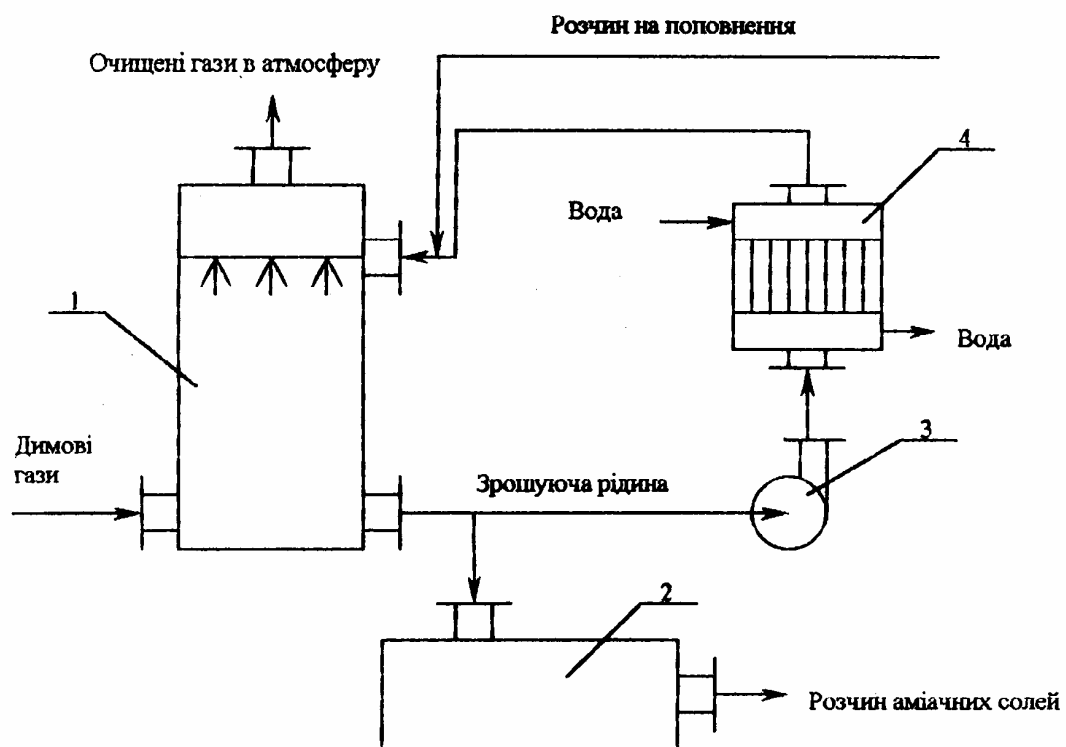 Розчин на поповнення
Очищені гази в атмосферу
4
Вода
1
Вода
Димові
гази
3
Зрошуюча рідина
2
Розчин аміачних солей